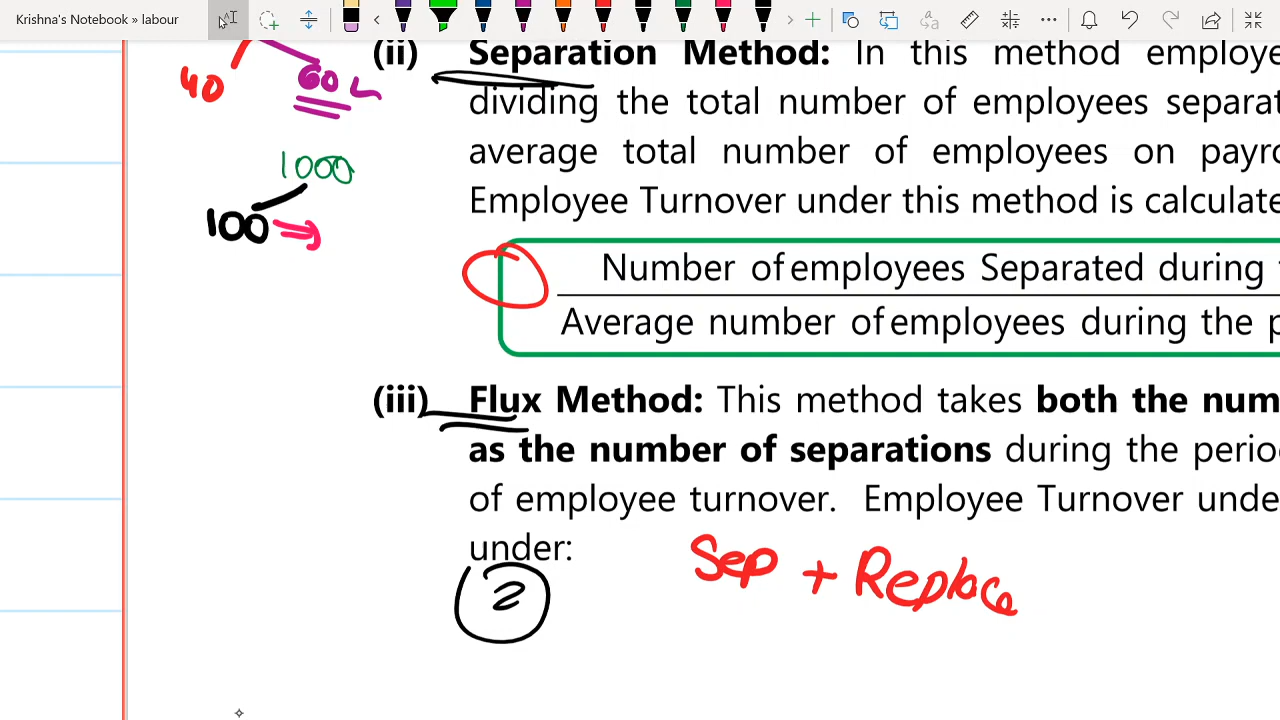 Krishna's Notebook » labour
(ii) Separation Method: In this method employe
40 60
dividing the total number of employees separat
1000
average total number of employees on payro
100
Employee Turnover under this method is calculate
Number of employees Separated during t
Average number of employees during the p
(iii) Flux Method: This method takes both the num
as the number of separations during the perio
of employee turnover. Employee Turnover unde
under:
Sep + Replace
2